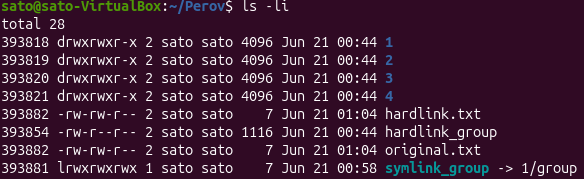 sato@sato-VirtualBox:~/Perov$ ls -li
total 28
393818 drwxrwxr-x 2 sato sato 4096 Jun 21 00:44 1
393819 drwxrwxr-x 2 sato sato 4096 Jun 21 00:44 2
393820 drwxrwxr-x 2 sato sato 4096 Jun 21 00:44 3
393821 drwxrwxr-x 2 sato sato 4096 Jun 21 00:44 4
393882 -rw-rw-r-- 2 sato sato    7 Jun 21 01:04 hardlink.txt
393854 -rw-r--r-- 2 sato sato 1116 Jun 21 00:44 hardlink_group
393882 -rw-rw-r-- 2 sato sato    7 Jun 21 01:04 original.txt
393881 lrwxrwxrwx 1 sato sato    7 Jun 21 00:58 symlink_group -> 1/group